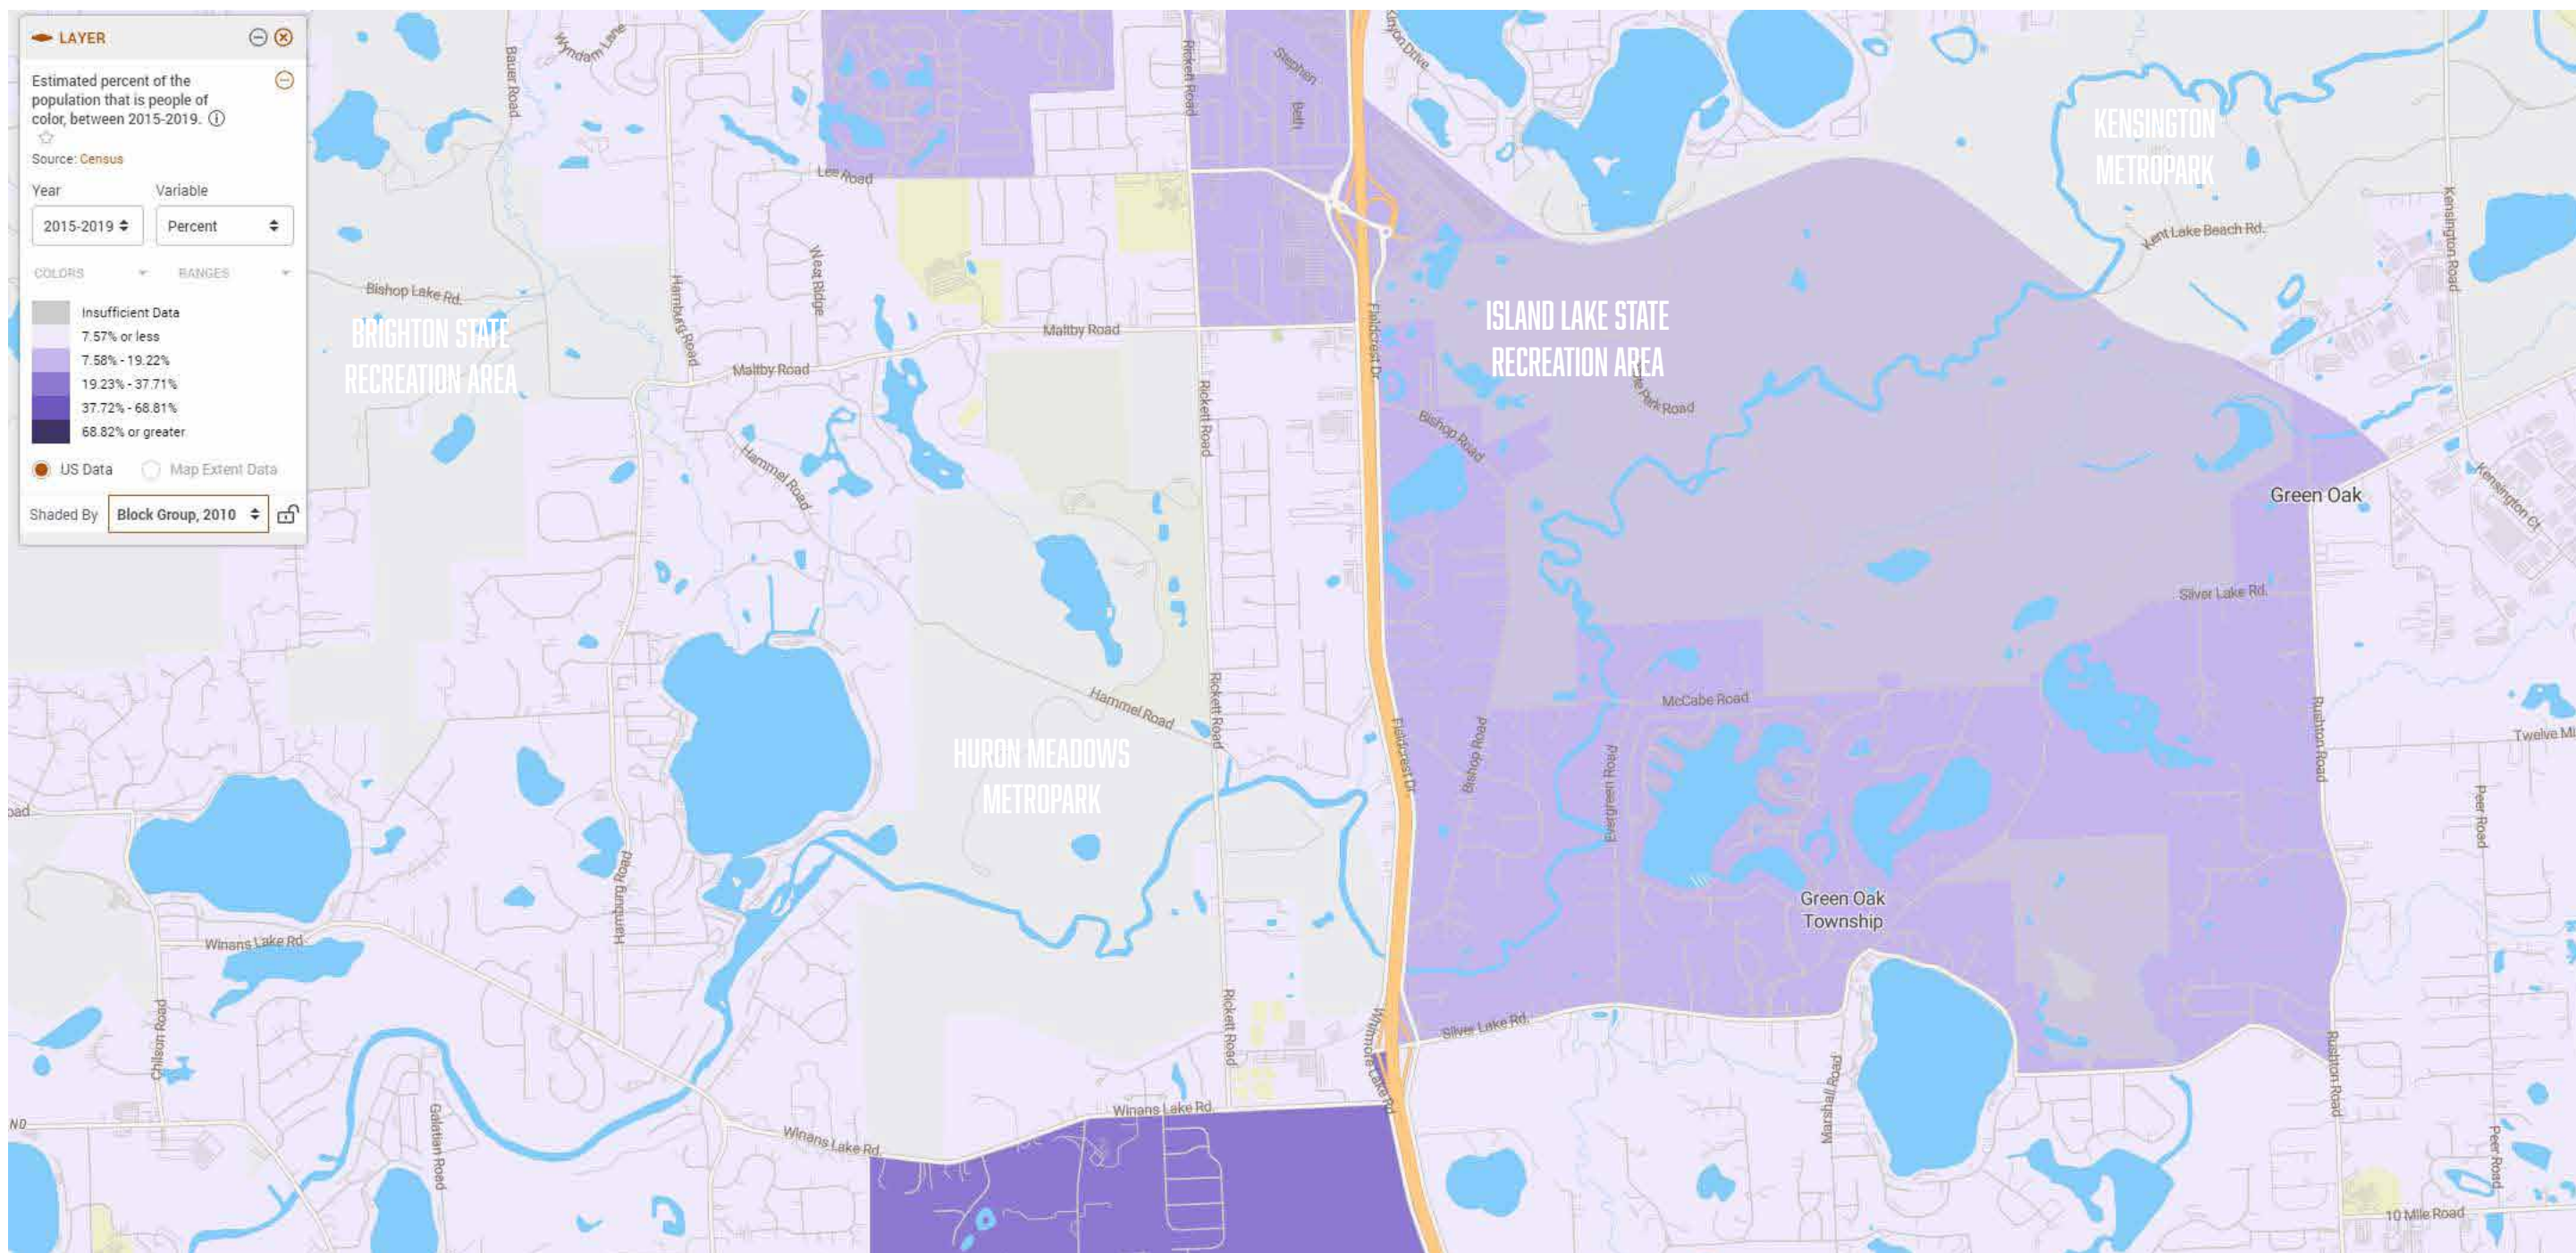 LAYER
Estimated percent of the
population that is people of
color, between 2015-2019.
Source: Census
Year Variable
2015-2019 Percent
COLORS RANGES
Insufficient Data
7.57% or less
7.58% - 19.22%
19.23% - 37.71%
37.72% - 68.81%
68.82% or greater
US Data Map Extent Data
Shaded By Block Group, 2010
Bauer Road
Wyndam Lane
Rickett Road
Stephen
Beth
Kinyon Drive
KENSINGTON
METROPARK
Lee Road
Kensington Road
Kent Lake Beach Rd.
West Ridge
Hamburg Road
Bishop Lake Rd.
BRIGHTON STATE
RECREATION AREA
Maltby Road
Maltby Road
Fieldcrest Dr.
ISLAND LAKE STATE
RECREATION AREA
Park Road
Rickett Road
Bishop Road
Hammel Road
Green Oak
Kensington Ct
Silver Lake Rd.
Hammel Road
Rickett Road
McCabe Road
Rushton Road
Twelve Mi
HURON MEADOWS
METROPARK
Fieldcrest Dr.
Bishop Road
Evergreen Road
Peer Road
oad
Hamburg Road
Green Oak
Township
Winans Lake Rd
Chilson Road
Rickett Road
Whitmore Lake Rd
Silver Lake Rd.
Marshall Road
Rushton Road
Galatian Road
Winans Lake Rd.
Winans Lake Rd.
NO
Peer Road
10 Mile Road